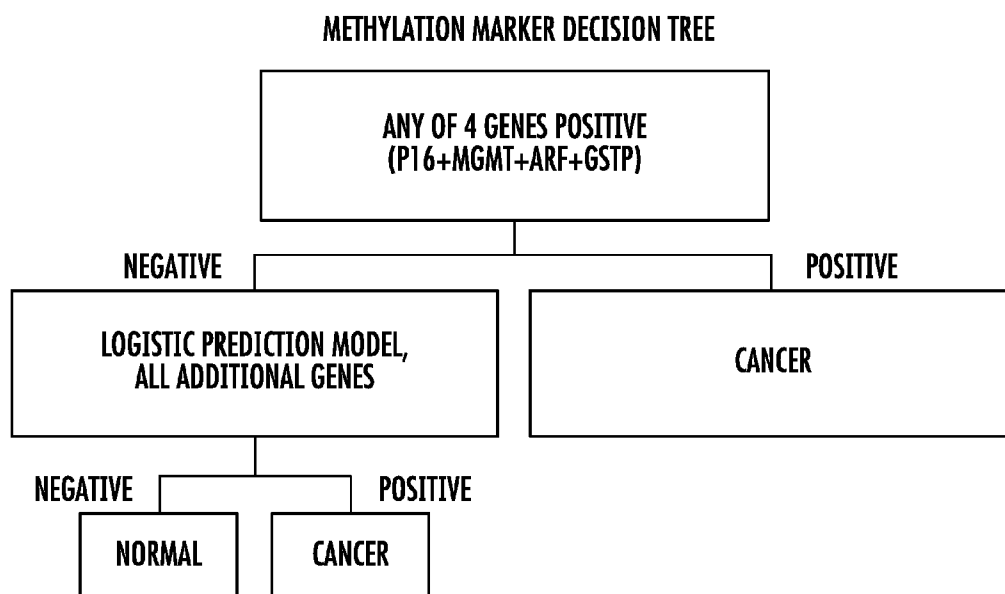 METHYLATION MARKER DECISION TREE
ANY OF 4 GENES POSITIVE
(P16+MGMT+ARF+GSTP)
NEGATIVE
POSITIVE
LOGISTIC PREDICTION MODEL,
ALL ADDITIONAL GENES
CANCER
NEGATIVE
POSITIVE
NORMAL
CANCER